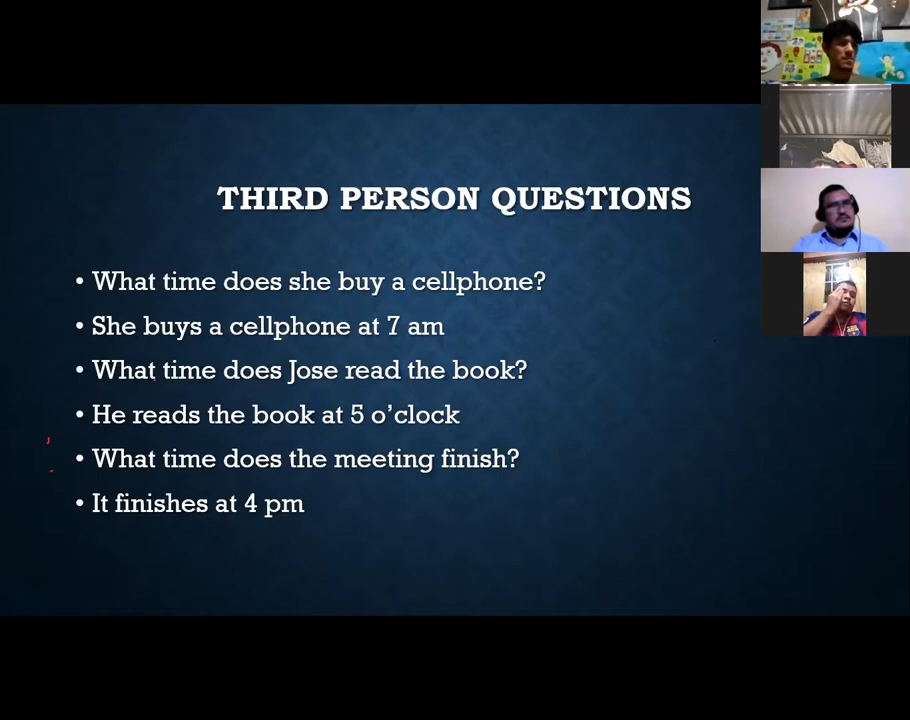 THIRD PERSON QUESTIONS
• What time does she buy a cellphone?
• She buys a cellphone at 7 am
• What time does Jose read the book?
• He reads the book at 5 o’clock
• What time does the meeting finish?
• It finishes at 4 pm